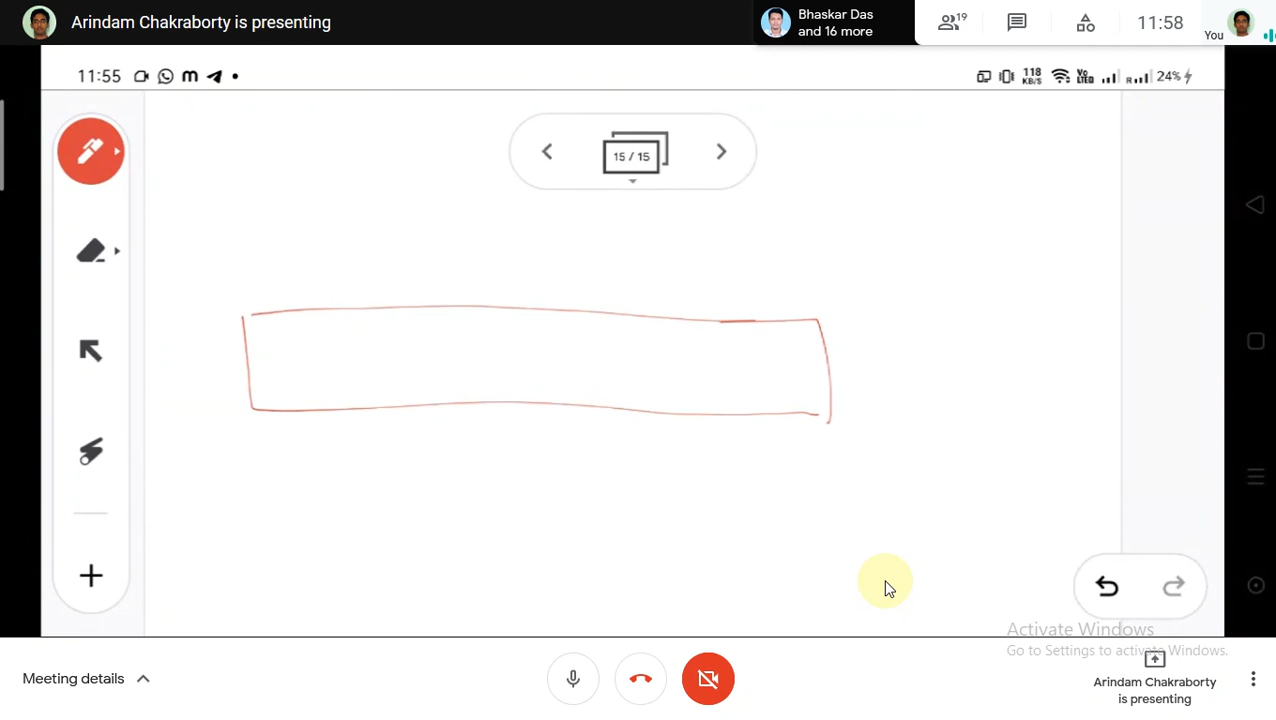 Arindam Chakraborty is presenting
Bhaskar Das
and 16 more
19
11:58
You
11:55
118
KB/S
Vo
LTED
R
24%
15 / 15
Activate Windows
Go to Settings to activate Windows.
Meeting details
Arindam Chakraborty
is presenting